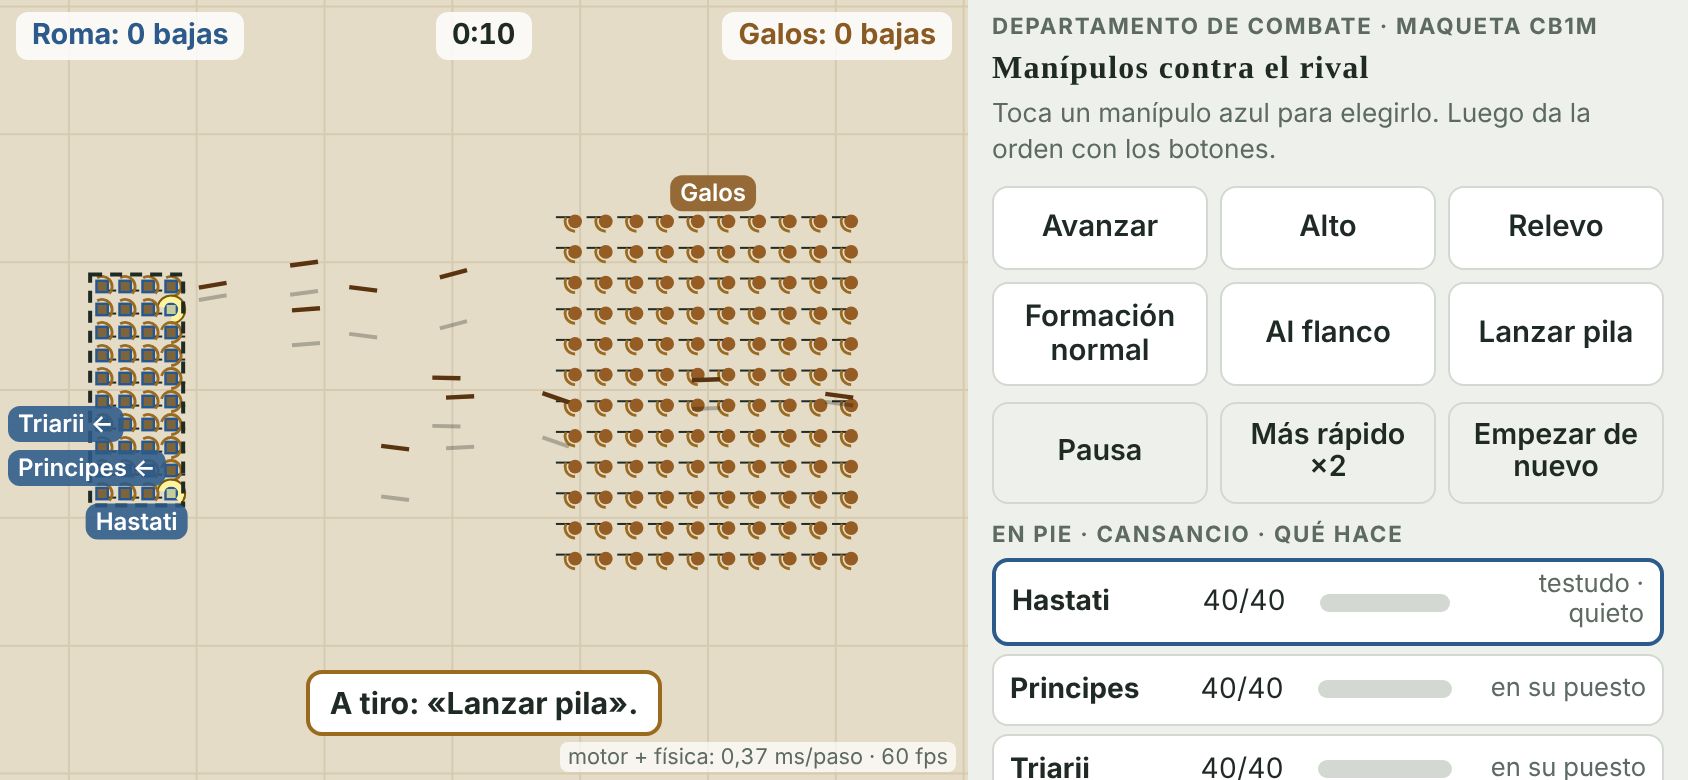 Roma: 0 bajas
0:10
Galos: 0 bajas
Galos
Triarii ←
Principes ←
Hastati
A tiro: «Lanzar pila».
motor + física: 0,37 ms/paso · 60 fps
DEPARTAMENTO DE COMBATE · MAQUETA CB1M
Manípulos contra el rival
Toca un manípulo azul para elegirlo. Luego da la
orden con los botones.
Avanzar
Alto
Relevo
Formación
normal
Al flanco
Lanzar pila
Pausa
Más rápido
×2
Empezar de
nuevo
EN PIE · CANSANCIO · QUÉ HACE
Hastati
40/40
testudo ·
quieto
Principes
40/40
en su puesto
Triarii
40/40
en su puesto